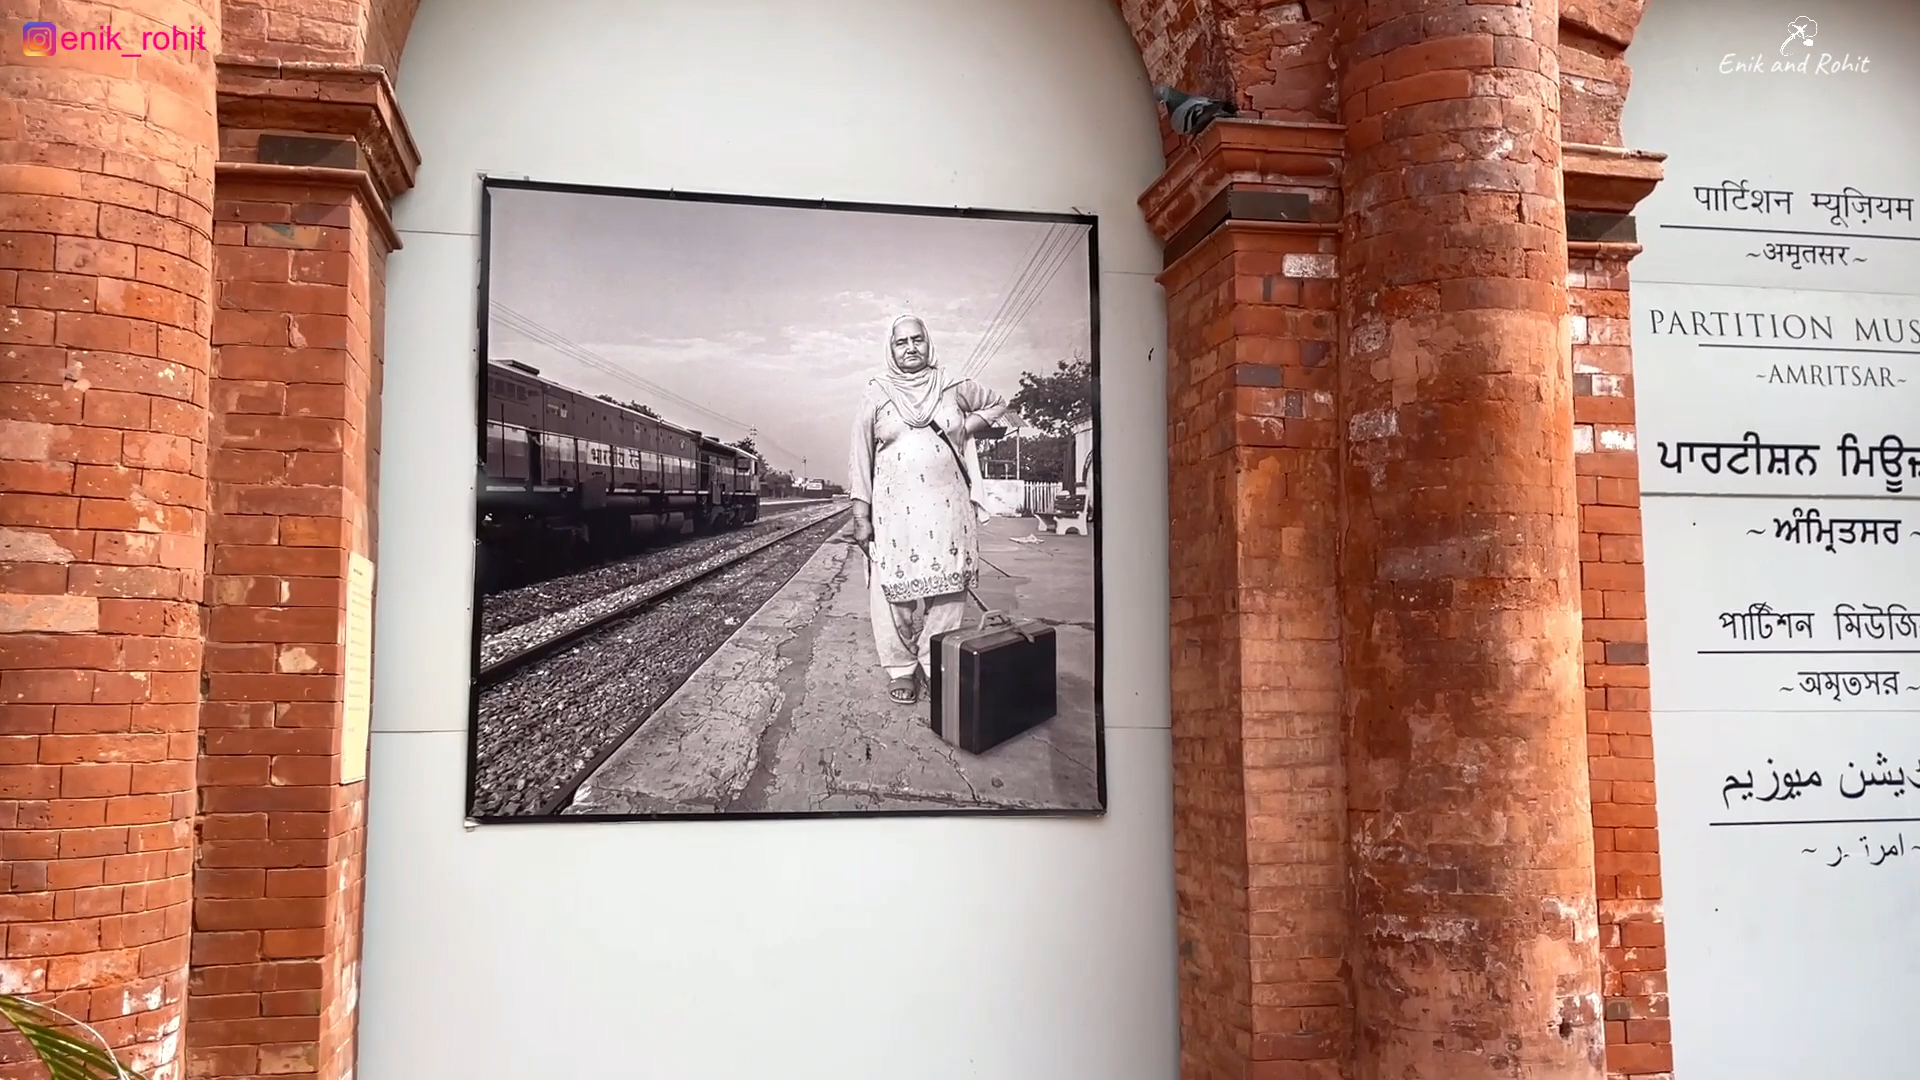 enik_rohit
Enik and Rohit
पार्टिशन म्यूज़ियम
~अमृतसर~
PARTITION MUS
~AMRITSAR~
ਪਾਰਟੀਸ਼ਨ ਮਿਊਜ
~ ਅੰਮ੍ਰਿਤਸਰ ~
পার্টিশন মিউজি
~অমৃতসর~
میوزیم
भारतीय रेल